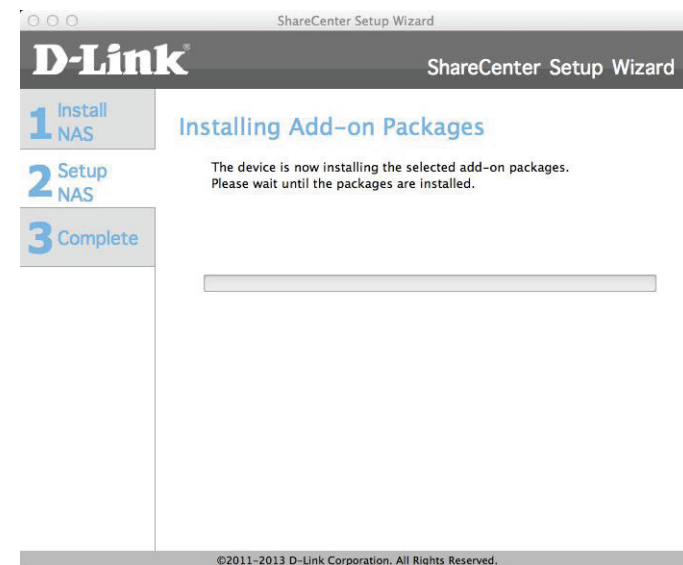 ShareCenter Setup Wizard
D-Link®
ShareCenter Setup Wizard
1 Install
NAS
2 Setup
NAS
3 Complete
Installing Add-on Packages
The device is now installing the selected add-on packages.
Please wait until the packages are installed.
©2011-2013 D-Link Corporation. All Rights Reserved.